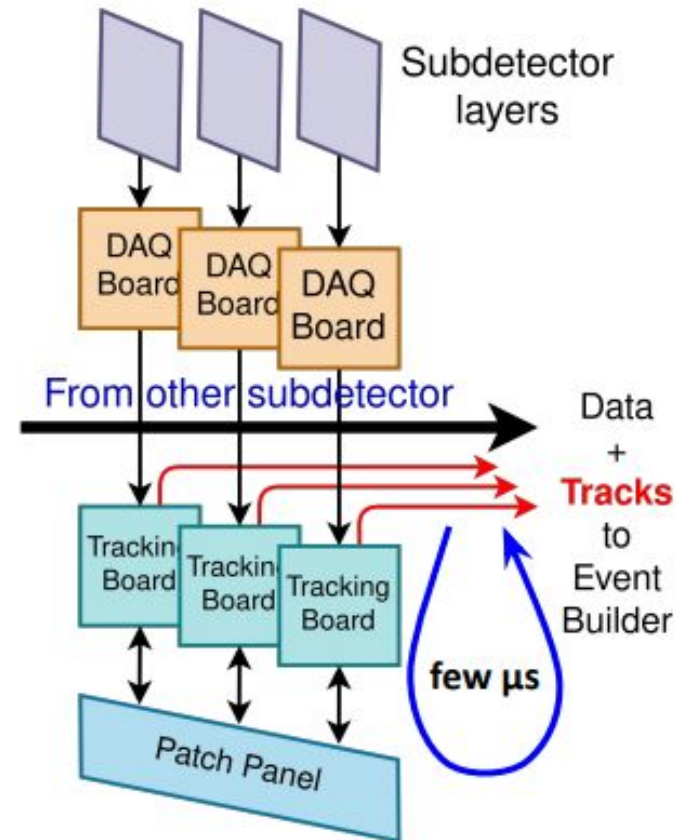 Subdetector
layers
DAQ
Board
DAQ
Board
DAQ
Board
From other subdetector
Data
+
Tracks
to
Event
Builder
Tracking
Board
Tracking
Board
Tracking
Board
few µs
Patch Panel